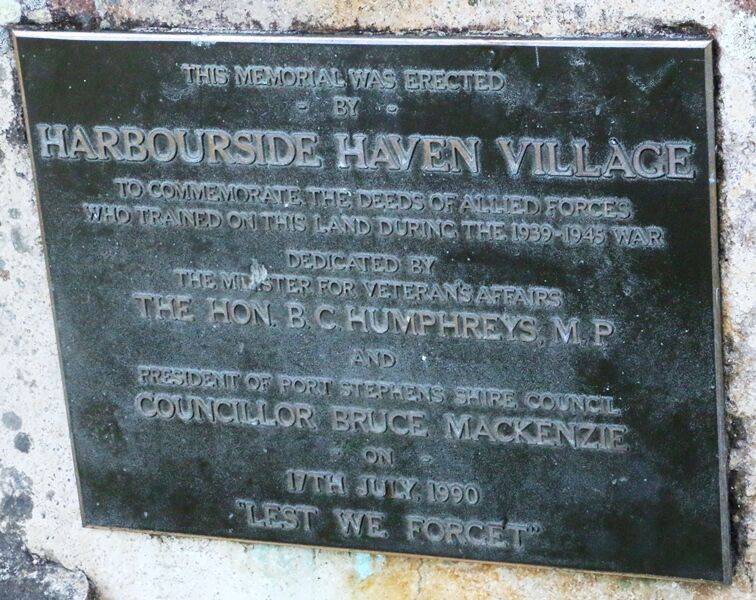 THIS MEMORIAL WAS ERECTED
- BY -
HARBOURSIDE HAVEN VILLAGE
TO COMMEMORATE THE DEEDS OF ALLIED FORCES
WHO TRAINED ON THIS LAND DURING THE 1939-1945 WAR
DEDICATED BY
THE MINISTER FOR VETERAN'S AFFAIRS
THE HON. B. C. HUMPHREYS, M. P.
AND
PRESIDENT OF PORT STEPHENS SHIRE COUNCIL
COUNCILLOR BRUCE MACKENZIE
- ON -
17TH JULY, 1990
"LEST WE FORGET"